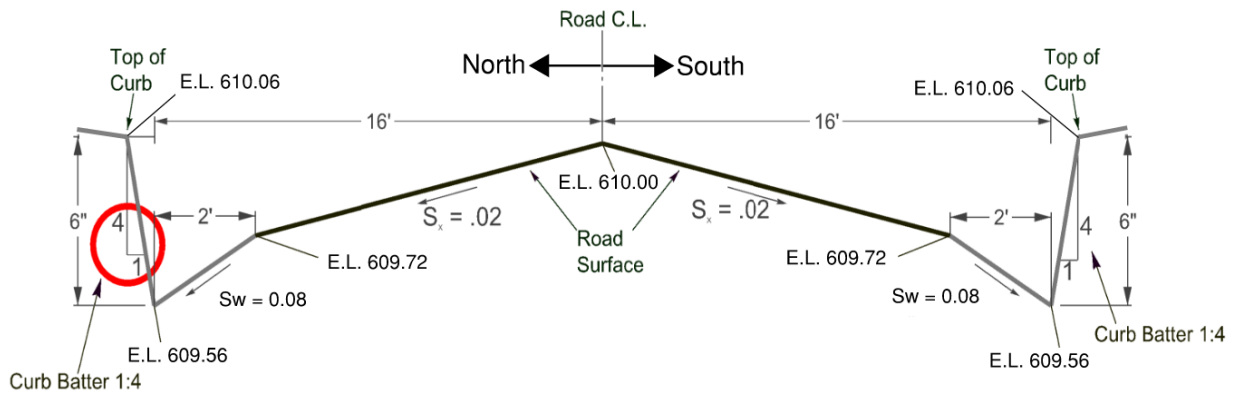 Road C.L.
North
South
Top of
Curb
E.L. 610.06
E.L. 610.06
Top of
Curb
16'
16'
E.L. 610.00
6"
4
1
2'
Sx = .02
Sx = .02
2'
4
1
6"
Road
Surface
E.L. 609.72
E.L. 609.72
Sw = 0.08
Sw = 0.08
Curb Batter 1:4
E.L. 609.56
E.L. 609.56
Curb Batter 1:4